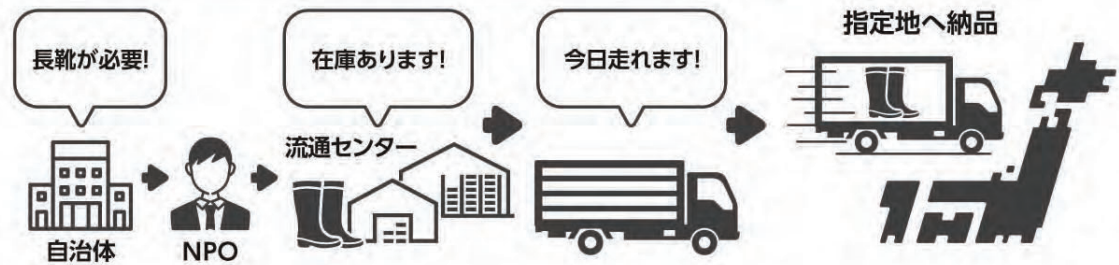 長靴が必要!
在庫あります!
今日走れます!
指定地へ納品
流通センター
自治体
NPO